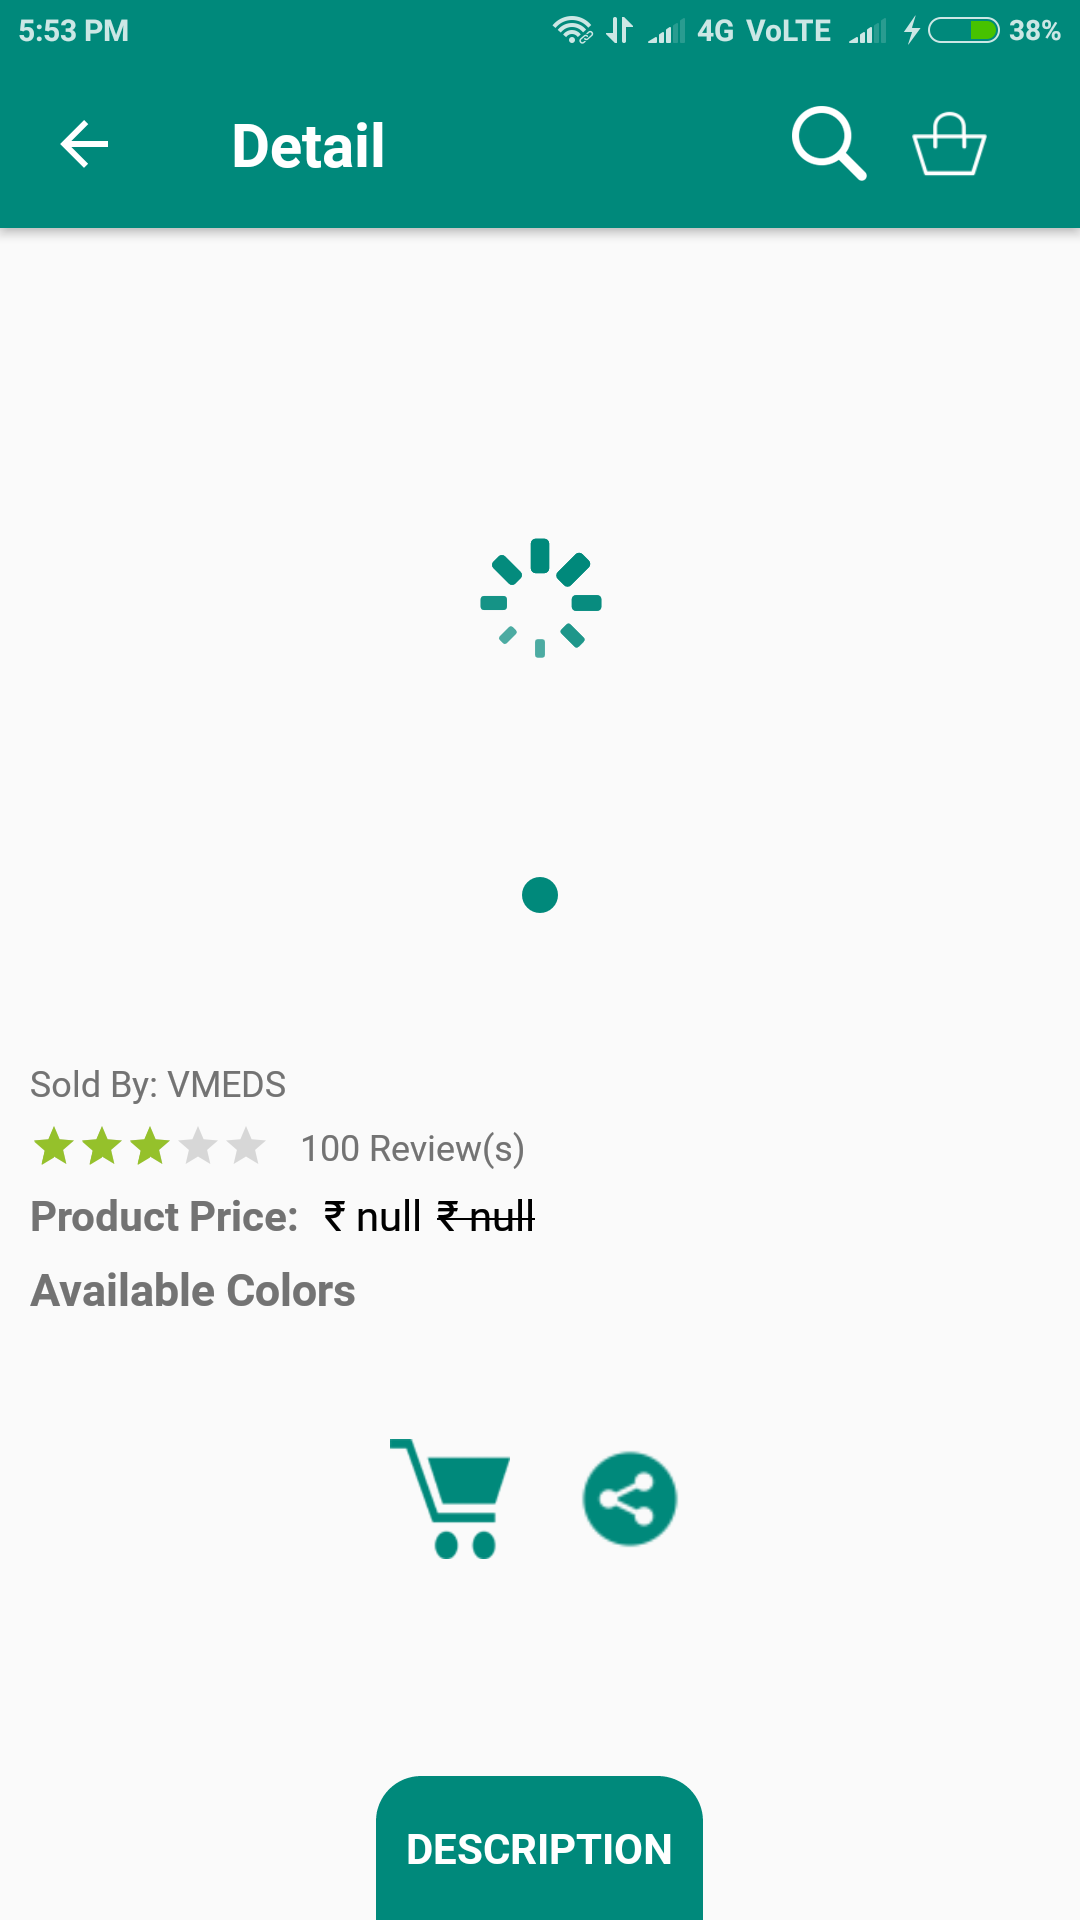 5:53 PM 4G VoLTE 38%
Detail
Sold By: VMEDS
100 Review(s)
Product Price: ₹ null ₹ null
Available Colors
DESCRIPTION